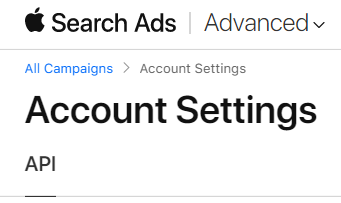 Search Ads Advanced
All Campaigns > Account Settings
Account Settings
API